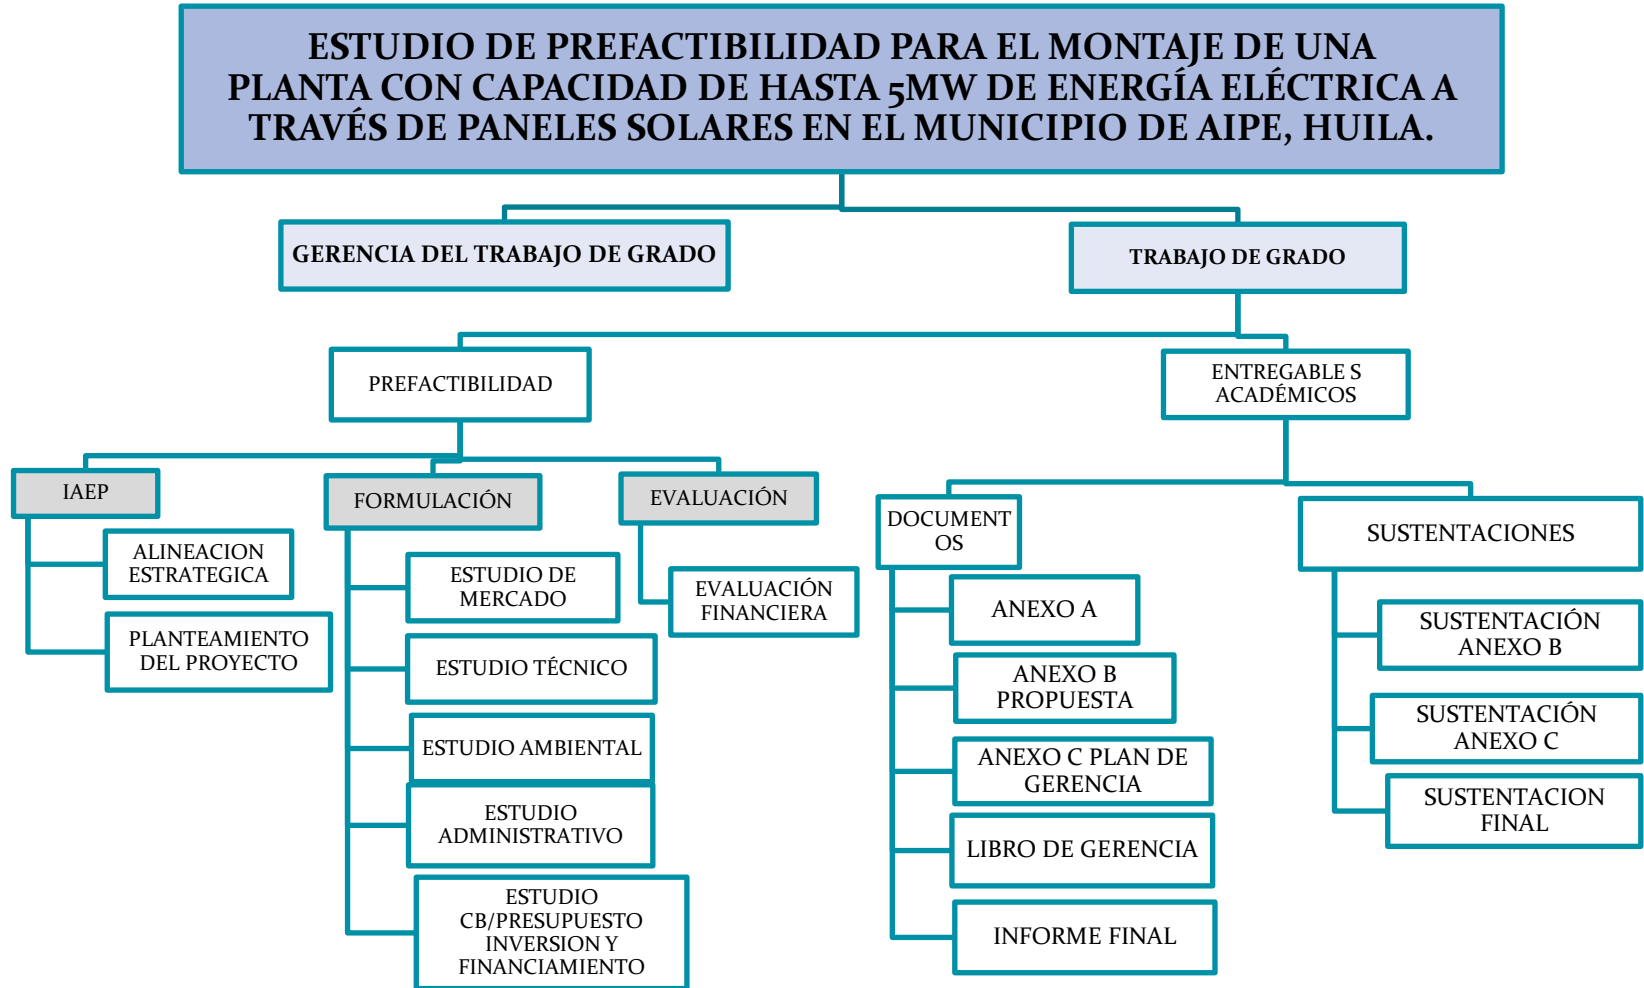 ESTUDIO DE PREFACTIBILIDAD PARA EL MONTAJE DE UNA
PLANTA CON CAPACIDAD DE HASTA 5MW DE ENERGÍA ELÉCTRICA A
TRAVÉS DE PANELES SOLARES EN EL MUNICIPIO DE AIPE, HUILA.
GERENCIA DEL TRABAJO DE GRADO
TRABAJO DE GRADO
PREFACTIBILIDAD
ENTREGABLE S
ACADÉMICOS
IAEP
ALINEACION
ESTRATEGICA
PLANTEAMIENTO
DEL PROYECTO
FORMULACIÓN
ESTUDIO DE
MERCADO
ESTUDIO TÉCNICO
ESTUDIO AMBIENTAL
ESTUDIO
ADMINISTRATIVO
ESTUDIO
CB/PRESUPUESTO
INVERSION Y
FINANCIAMIENTO
EVALUACIÓN
EVALUACIÓN
FINANCIERA
DOCUMENT
OS
ANEXO A
ANEXO B
PROPUESTA
ANEXO C PLAN DE
GERENCIA
LIBRO DE GERENCIA
INFORME FINAL
SUSTENTACIONES
SUSTENTACIÓN
ANEXO B
SUSTENTACIÓN
ANEXO C
SUSTENTACION
FINAL